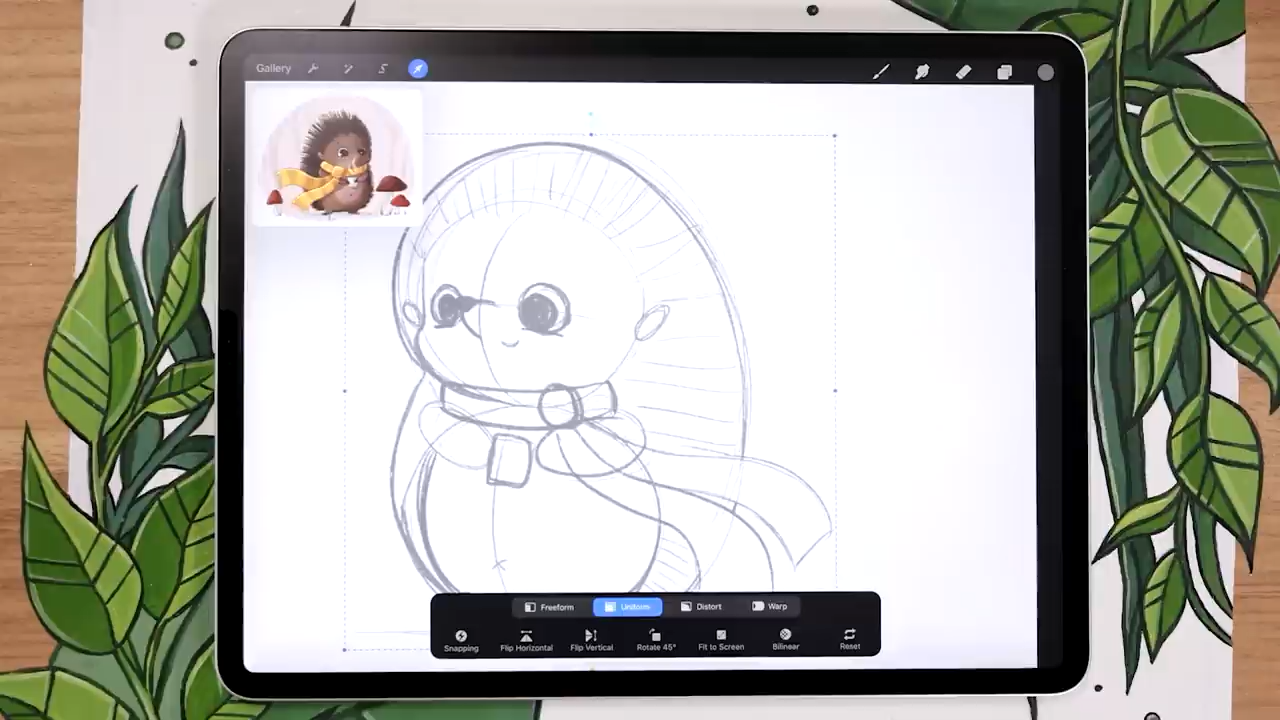 Gallery
Freeform Uniform Distort Warp
Snapping Flip Horizontal Flip Vertical Rotate 45° Fit to Screen Bilinear Reset